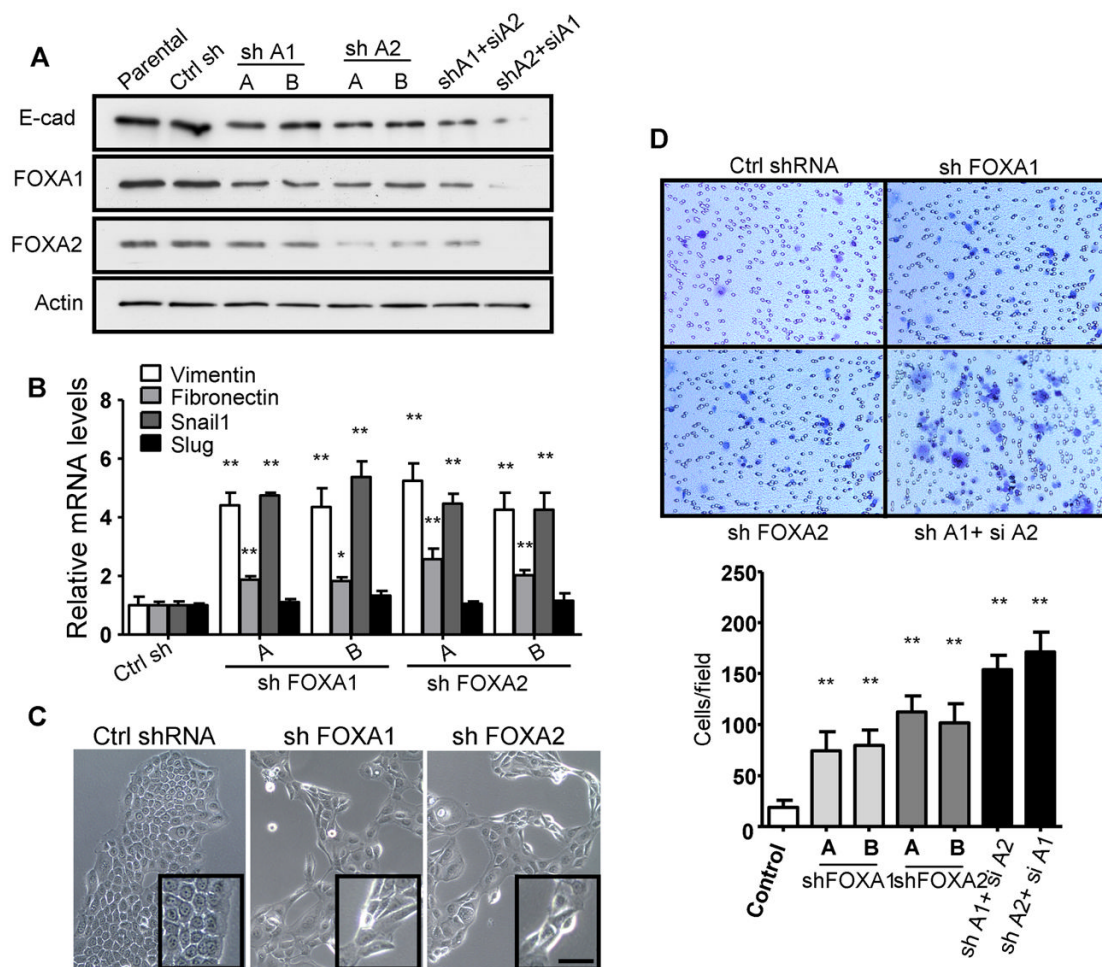 A
Parental Ctrl sh sh A1 sh A2 shA1+siA2 shA2+siA1
A B A B
E-cad
FOXA1
FOXA2
Actin
B
Vimentin
Fibronectin
Snail1
Slug
Relative mRNA levels
8
6
4
2
0
** ** ** ** ** ** ** **
** * ** **
Ctrl sh A B A B
sh FOXA1 sh FOXA2
C
Ctrl shRNA sh FOXA1 sh FOXA2
D
Ctrl shRNA sh FOXA1
sh FOXA2 sh A1+ si A2
Cells/field
250
200
150
100
50
0
** ** ** ** ** **
Control A B A B sh A1+ si A2 sh A2+ si A1
shFOXA1 shFOXA2